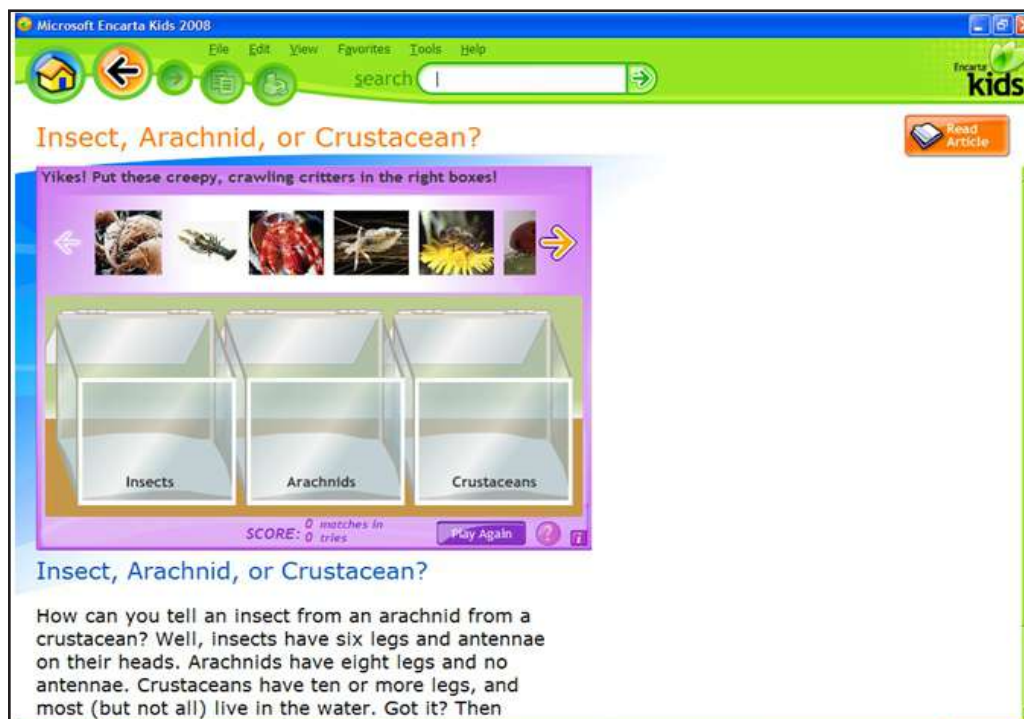 Microsoft Encarta Kids 2008
File Edit View Favorites Tools Help
search
Encarta
kids
Insect, Arachnid, or Crustacean?
Read
Article
Yikes! Put these creepy, crawling critters in the right boxes!
Insects
Arachnids
Crustaceans
SCORE: 0 matches in
0 tries
Play Again
?
i
Insect, Arachnid, or Crustacean?
How can you tell an insect from an arachnid from a
crustacean? Well, insects have six legs and antennae
on their heads. Arachnids have eight legs and no
antennae. Crustaceans have ten or more legs, and
most (but not all) live in the water. Got it? Then